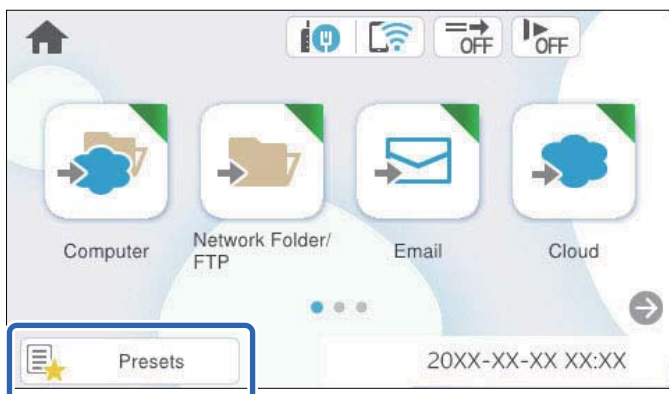 OFF
OFF
Computer
Network Folder/
FTP
Email
Cloud
Presets
20XX-XX-XX XX:XX